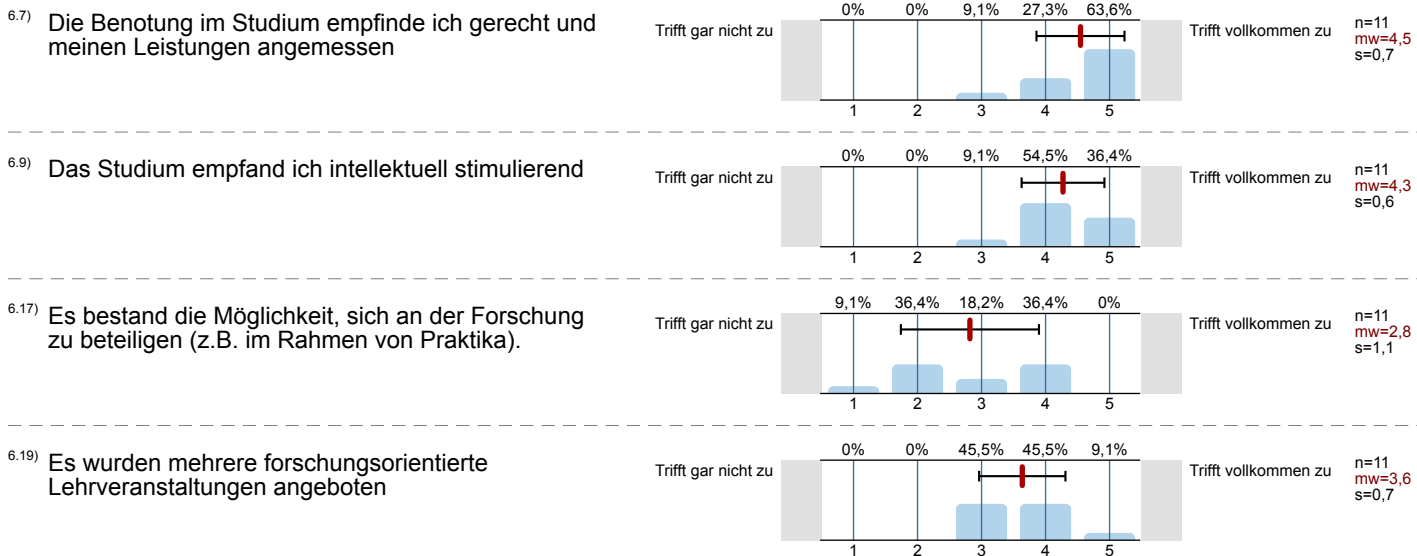 6.7) Die Benotung im Studium empfinde ich gerecht und
meinen Leistungen angemessen
0% 0% 9,1% 27,3% 63,6%
Trifft gar nicht zu
Trifft vollkommen zu
n=11
mw=4,5
s=0,7
1 2 3 4 5
6.9) Das Studium empfand ich intellektuell stimulierend
0% 0% 9,1% 54,5% 36,4%
Trifft gar nicht zu
Trifft vollkommen zu
n=11
mw=4,3
s=0,6
1 2 3 4 5
6.17) Es bestand die Möglichkeit, sich an der Forschung
zu beteiligen (z.B. im Rahmen von Praktika).
9,1% 36,4% 18,2% 36,4% 0%
Trifft gar nicht zu
Trifft vollkommen zu
n=11
mw=2,8
s=1,1
1 2 3 4 5
6.19) Es wurden mehrere forschungsorientierte
Lehrveranstaltungen angeboten
0% 0% 45,5% 45,5% 9,1%
Trifft gar nicht zu
Trifft vollkommen zu
n=11
mw=3,6
s=0,7
1 2 3 4 5